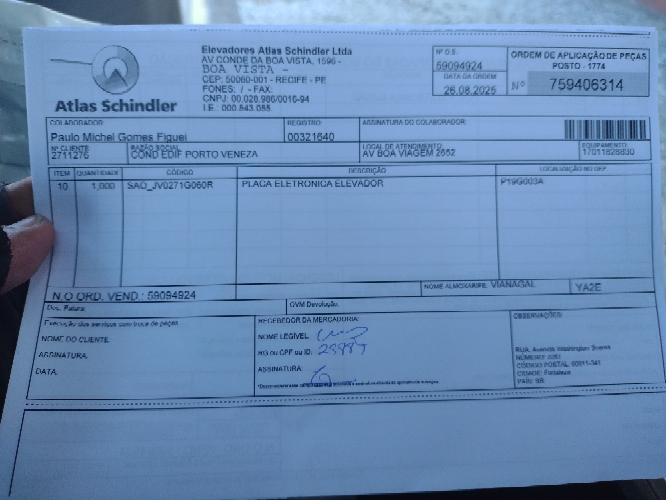 Elevadores Atlas Schindler Ltda
AV CONDE DA BOA VISTA, 1596 -
BOA VISTA -
CEP: 50060-001 - RECIFE - PE
FONES: / - FAX:
CNPJ: 00.028.986/0016-94
I.E.: 000.843.085.
Atlas Schindler
Nº O.S.
59094924
DATA DA ORDEM
26.08.2025
ORDEM DE APLICAÇÃO DE PEÇAS
POSTO - 1774
Nº 759406314
COLABORADOR:
Paulo Michel Gomes Figuei
REGISTRO:
00321640
ASSINATURA DO COLABORADOR:
Nº CLIENTE
2711276
RAZÃO SOCIAL
COND EDIF PORTO VENEZA
LOCAL DE ATENDIMENTO
AV BOA VIAGEM 2652
EQUIPAMENTO:
ITEM QUANTIDADE CÓDIGO DESCRIÇÃO LOCALIZAÇÃO NO DEP.
10 1,000 SAO_JV0271G060R PLACA ELETRONICA ELEVADOR P19G003A
N.O ORD. VEND.: 59094924
NOME ALMOXARIFE: VIANAGAL YA2E
Doc. Fatura:
OVM Devolução:
Execução dos serviços com troca de peças
NOME DO CLIENTE:
ASSINATURA:
DATA:
RECEBEDOR DA MERCADORIA:
NOME LEGÍVEL:
RG ou CPF ou ID:
ASSINATURA:
OBSERVAÇÕES:
RUA: Avenida Washington Soares
CÓDIGO POSTAL: 60811-341
CIDADE: Fortaleza
PAÍS: BR